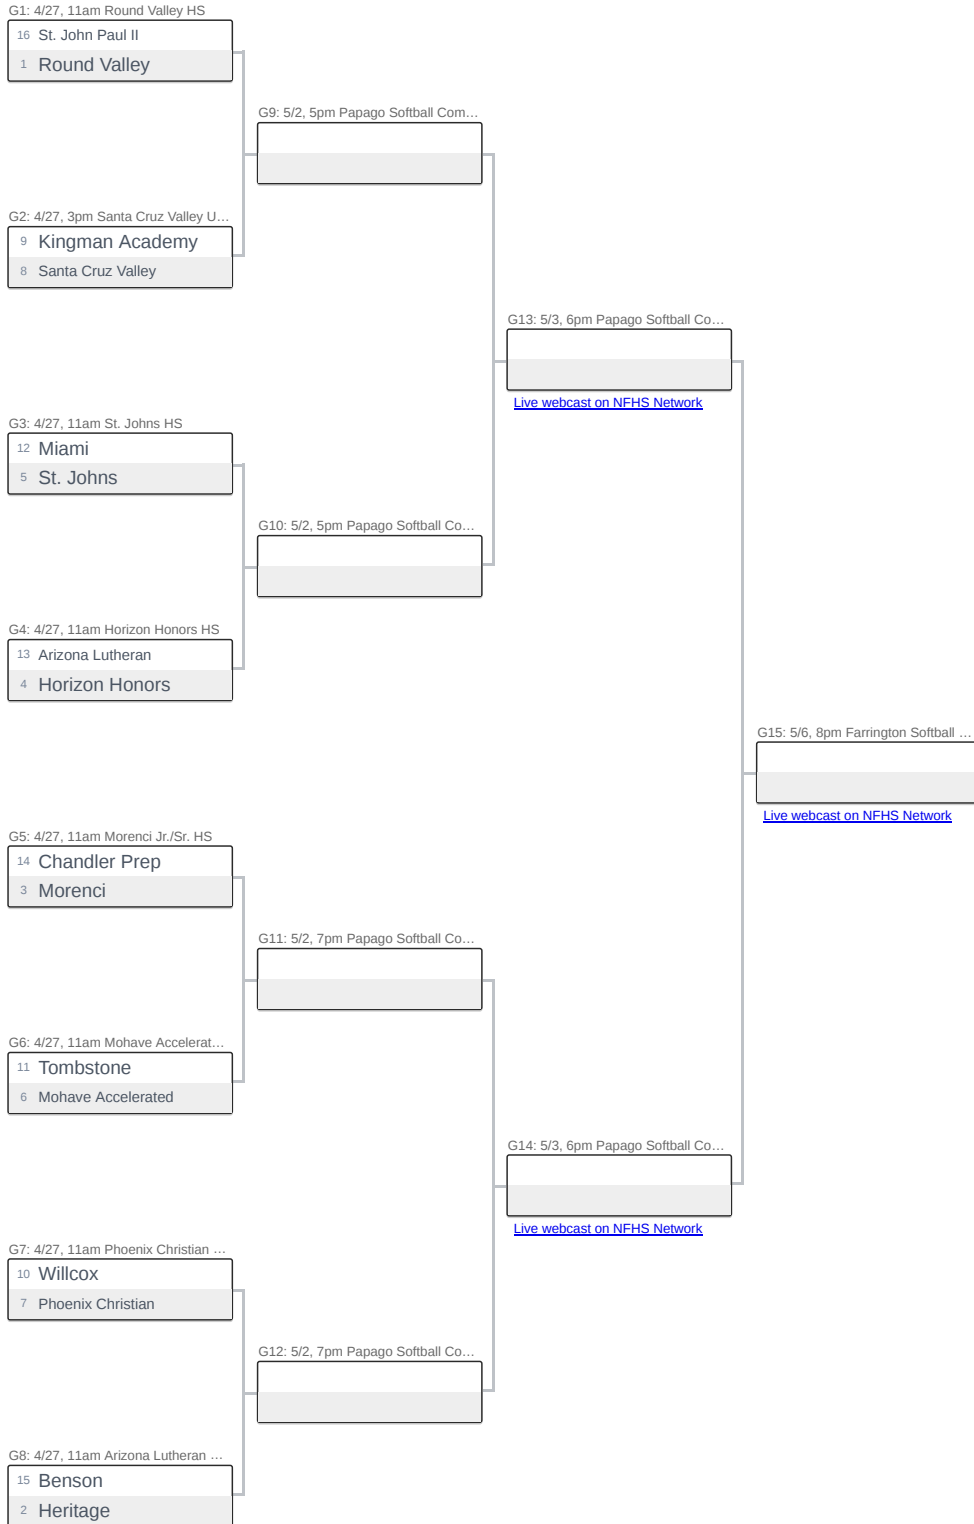 G1: 4/27, 11am Round Valley HS
16 St. John Paul II
1 Round Valley
G9: 5/2, 5pm Papago Softball Com…
G2: 4/27, 3pm Santa Cruz Valley U…
9 Kingman Academy
8 Santa Cruz Valley
G13: 5/3, 6pm Papago Softball Co…
Live webcast on NFHS Network
G3: 4/27, 11am St. Johns HS
12 Miami
5 St. Johns
G10: 5/2, 5pm Papago Softball Co…
G4: 4/27, 11am Horizon Honors HS
13 Arizona Lutheran
4 Horizon Honors
G15: 5/6, 8pm Farrington Softball …
Live webcast on NFHS Network
G5: 4/27, 11am Morenci Jr./Sr. HS
14 Chandler Prep
3 Morenci
G11: 5/2, 7pm Papago Softball Co…
G6: 4/27, 11am Mohave Accelerat…
11 Tombstone
6 Mohave Accelerated
G14: 5/3, 6pm Papago Softball Co…
Live webcast on NFHS Network
G7: 4/27, 11am Phoenix Christian …
10 Willcox
7 Phoenix Christian
G12: 5/2, 7pm Papago Softball Co…
G8: 4/27, 11am Arizona Lutheran …
15 Benson
2 Heritage